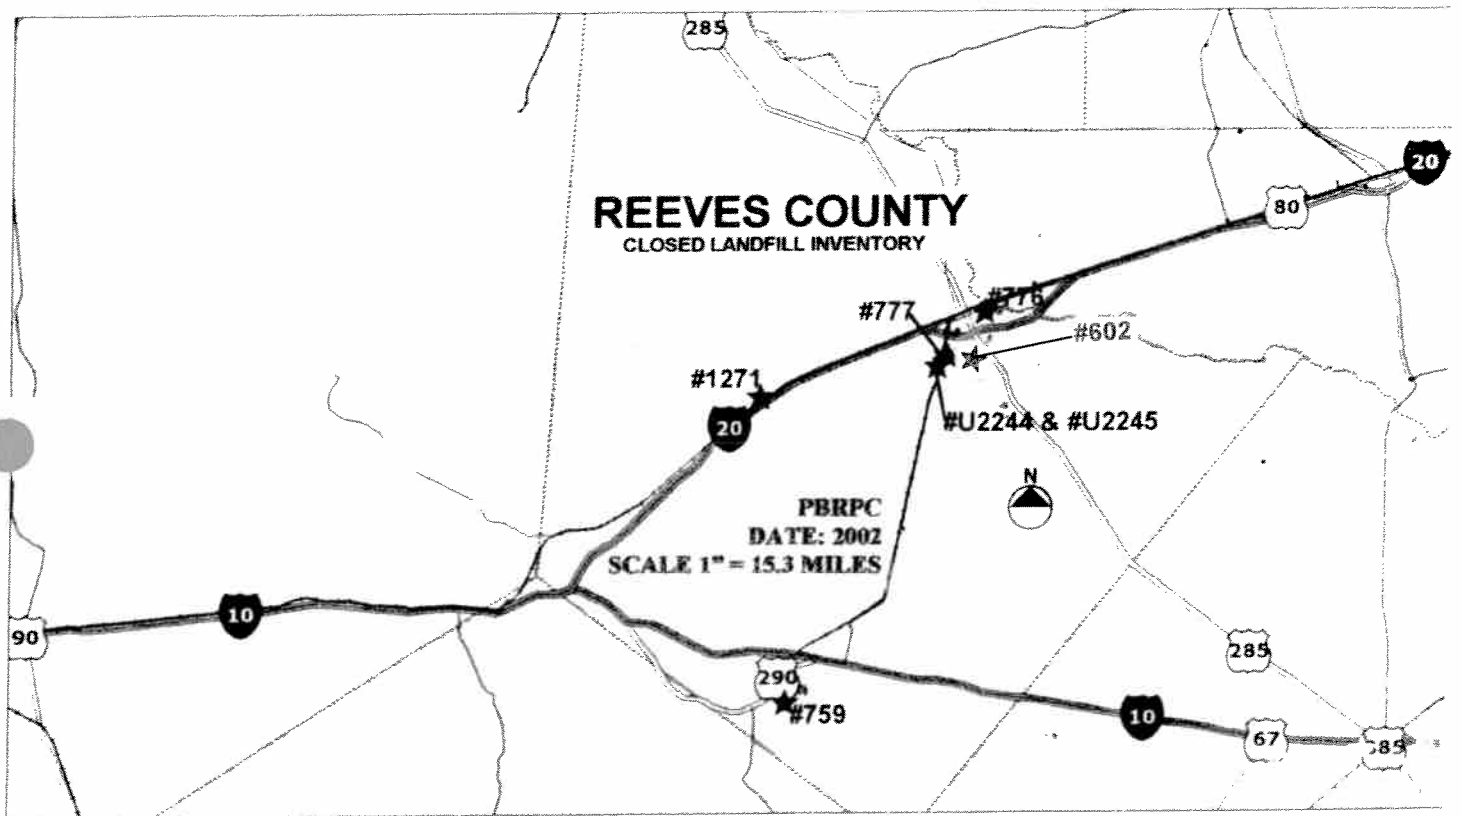 285
20
80
REEVES COUNTY
CLOSED LANDFILL INVENTORY
#776
#777
#602
#1271
20
#U2244 & #U2245
N
PBRPC
DATE: 2002
SCALE 1" = 15.3 MILES
10
90
285
290
#759
10
67